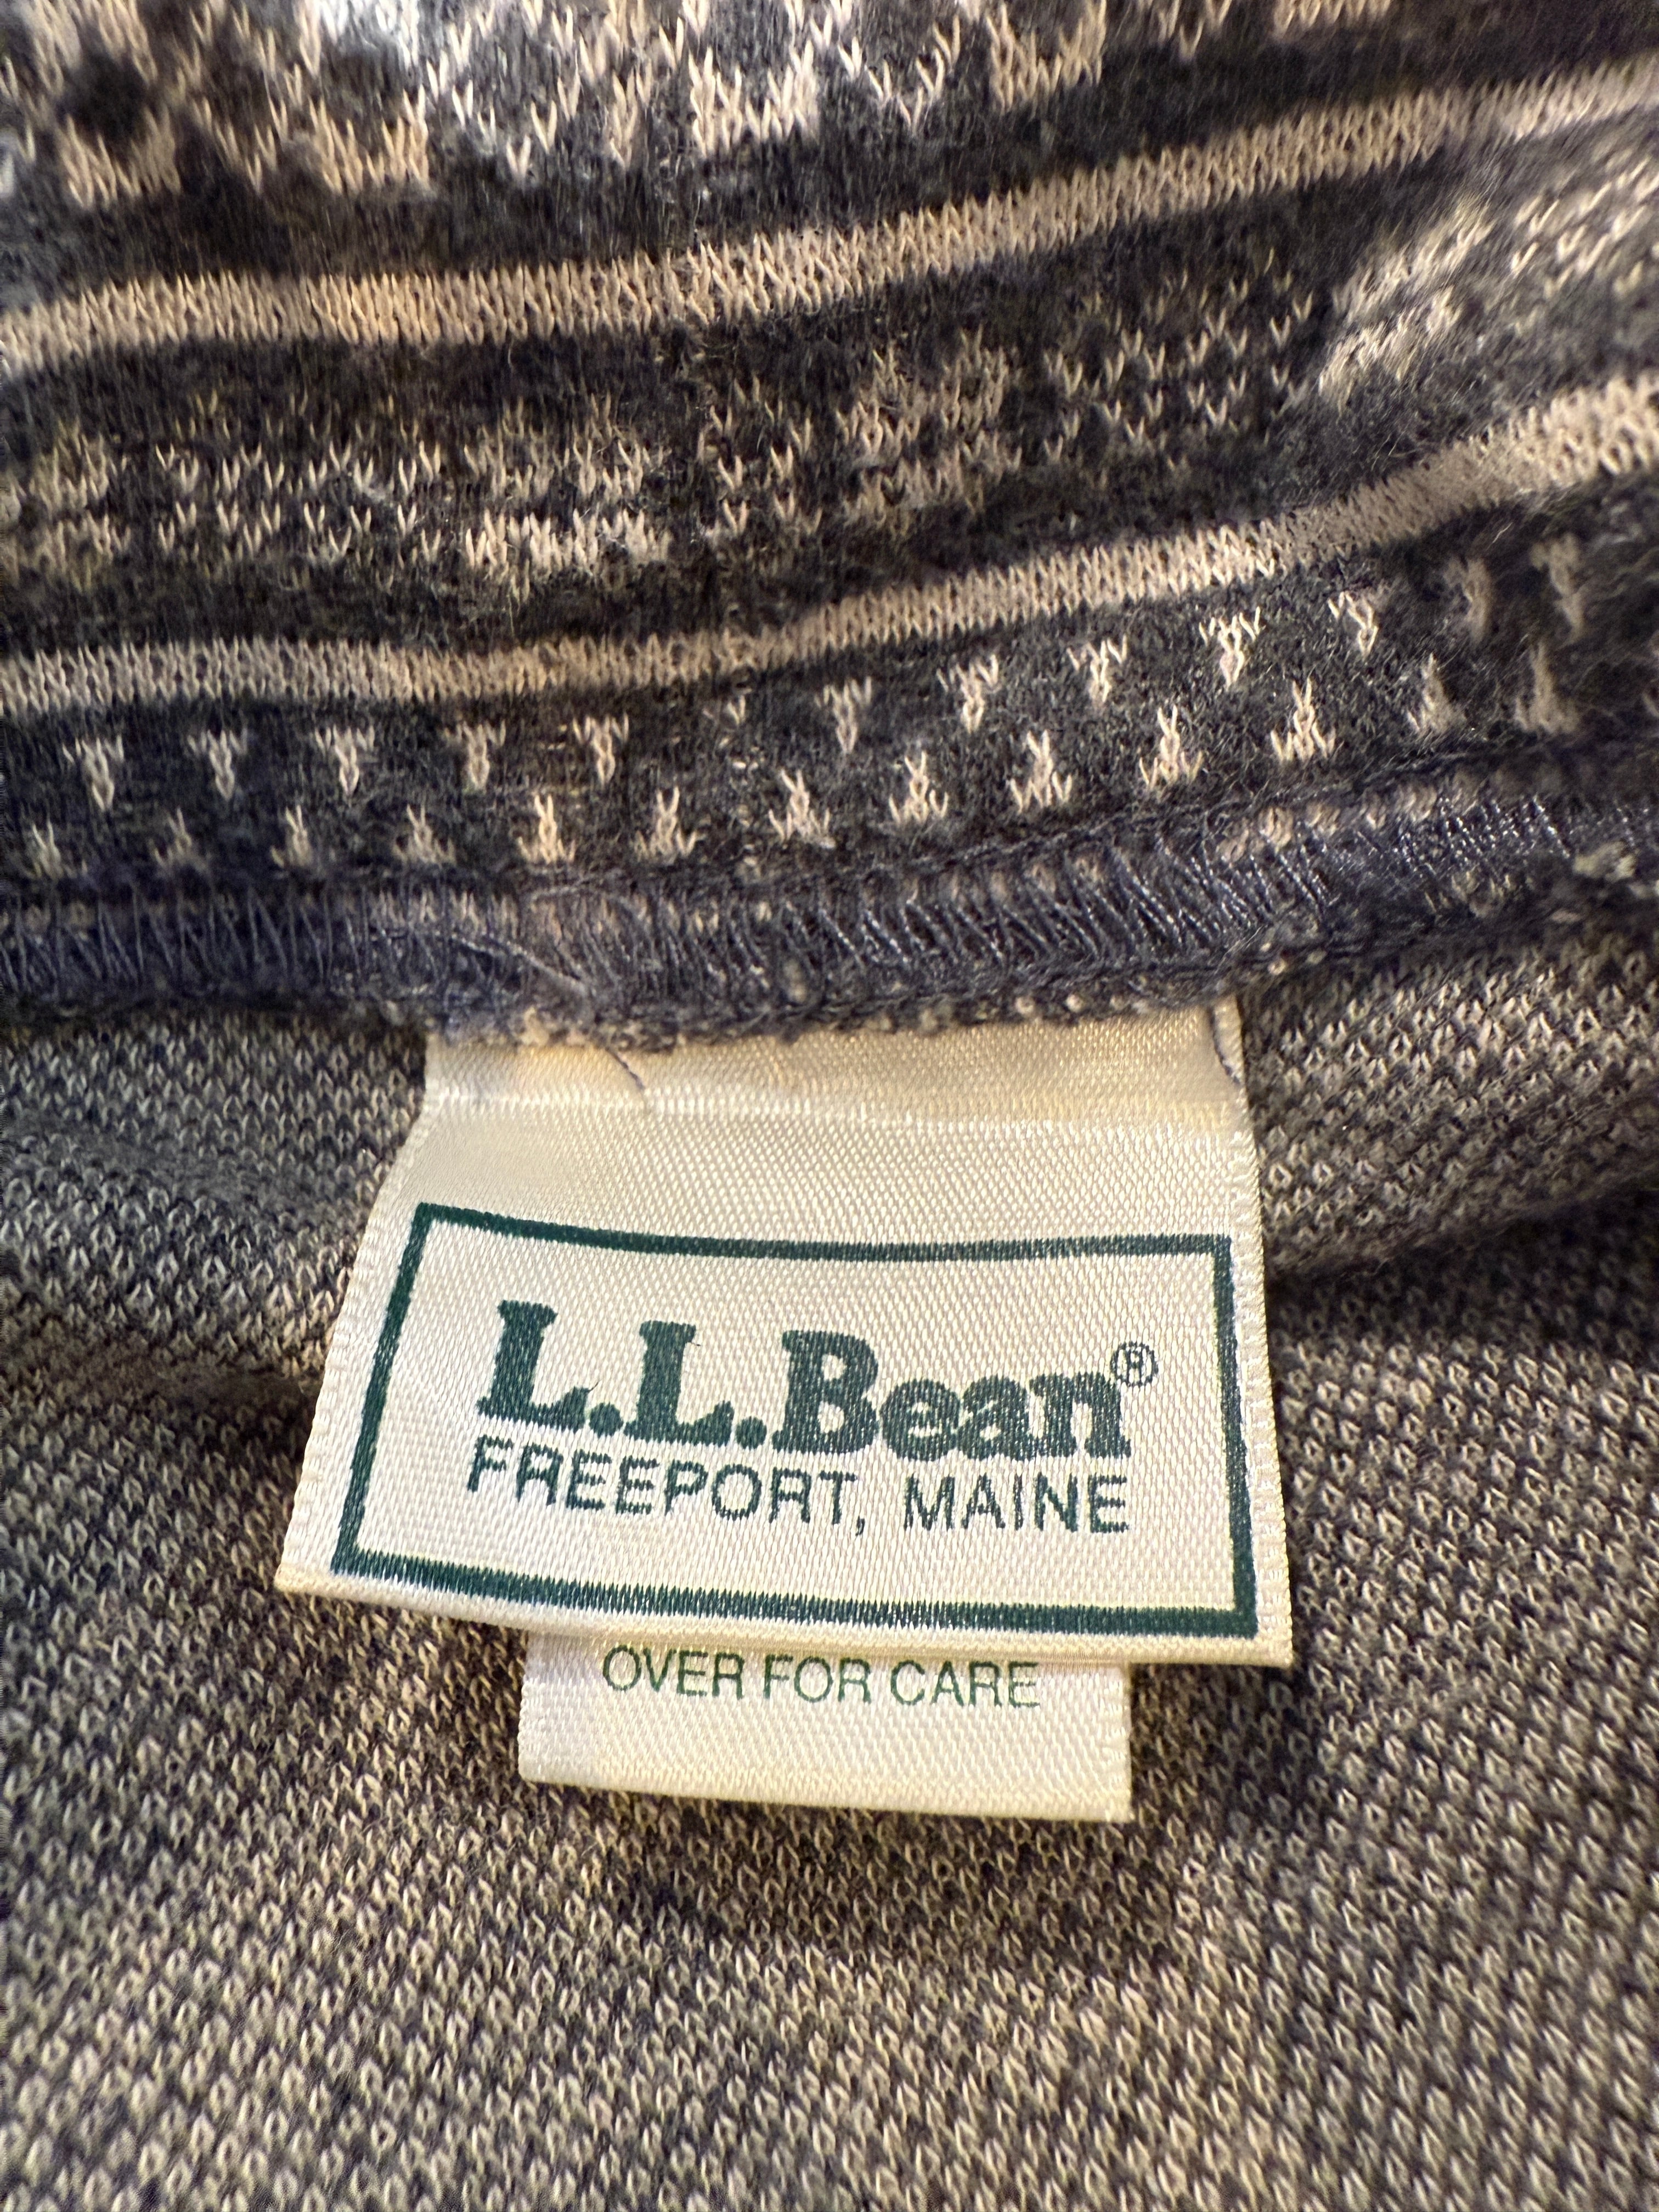 L.L.Bean®
FREEPORT, MAINE
OVER FOR CARE